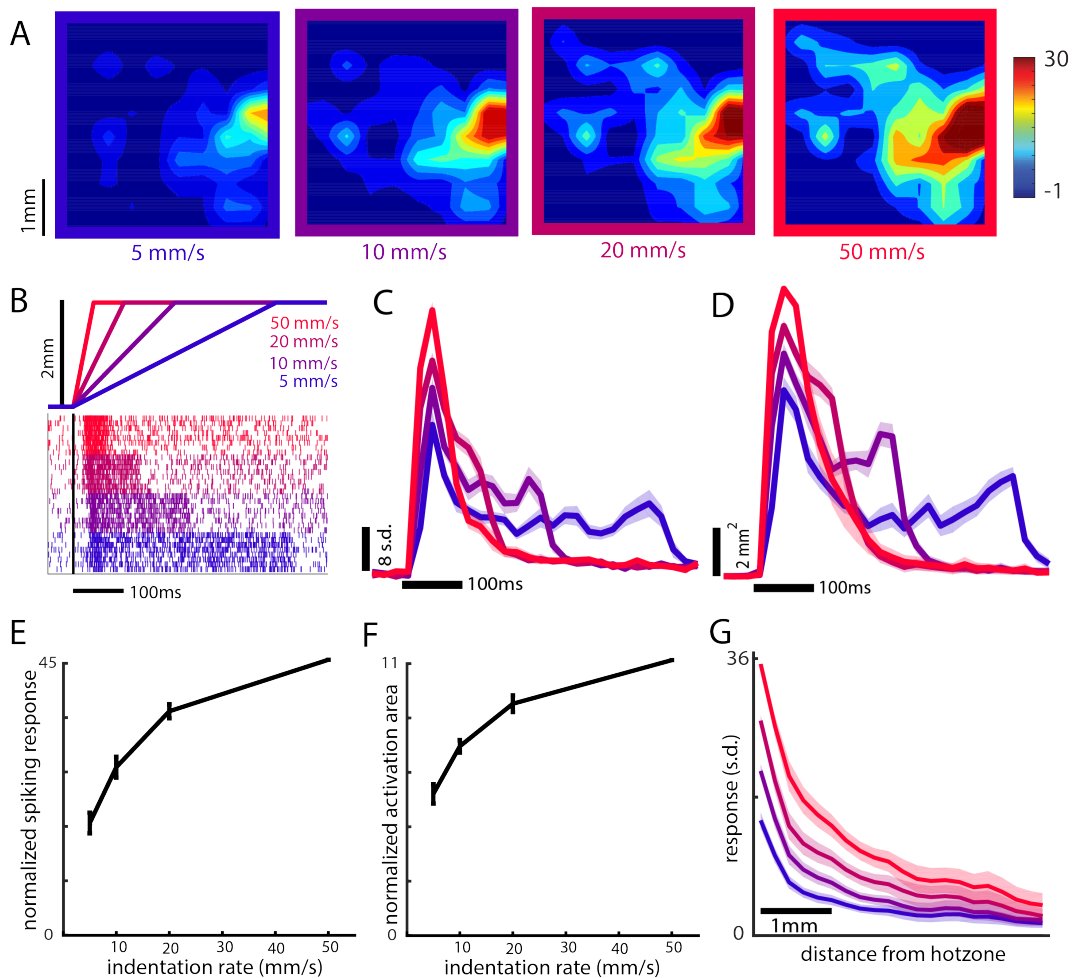 A
30
-1
1mm
5 mm/s
10 mm/s
20 mm/s
50 mm/s
B
2mm
50 mm/s
20 mm/s
10 mm/s
5 mm/s
100ms
C
8 s.d.
100ms
D
2 mm²
100ms
E
45
0
normalized spiking response
10 20 30 40 50
indentation rate (mm/s)
F
11
0
normalized activation area
10 20 30 40 50
indentation rate (mm/s)
G
36
0
response (s.d.)
1mm
distance from hotzone